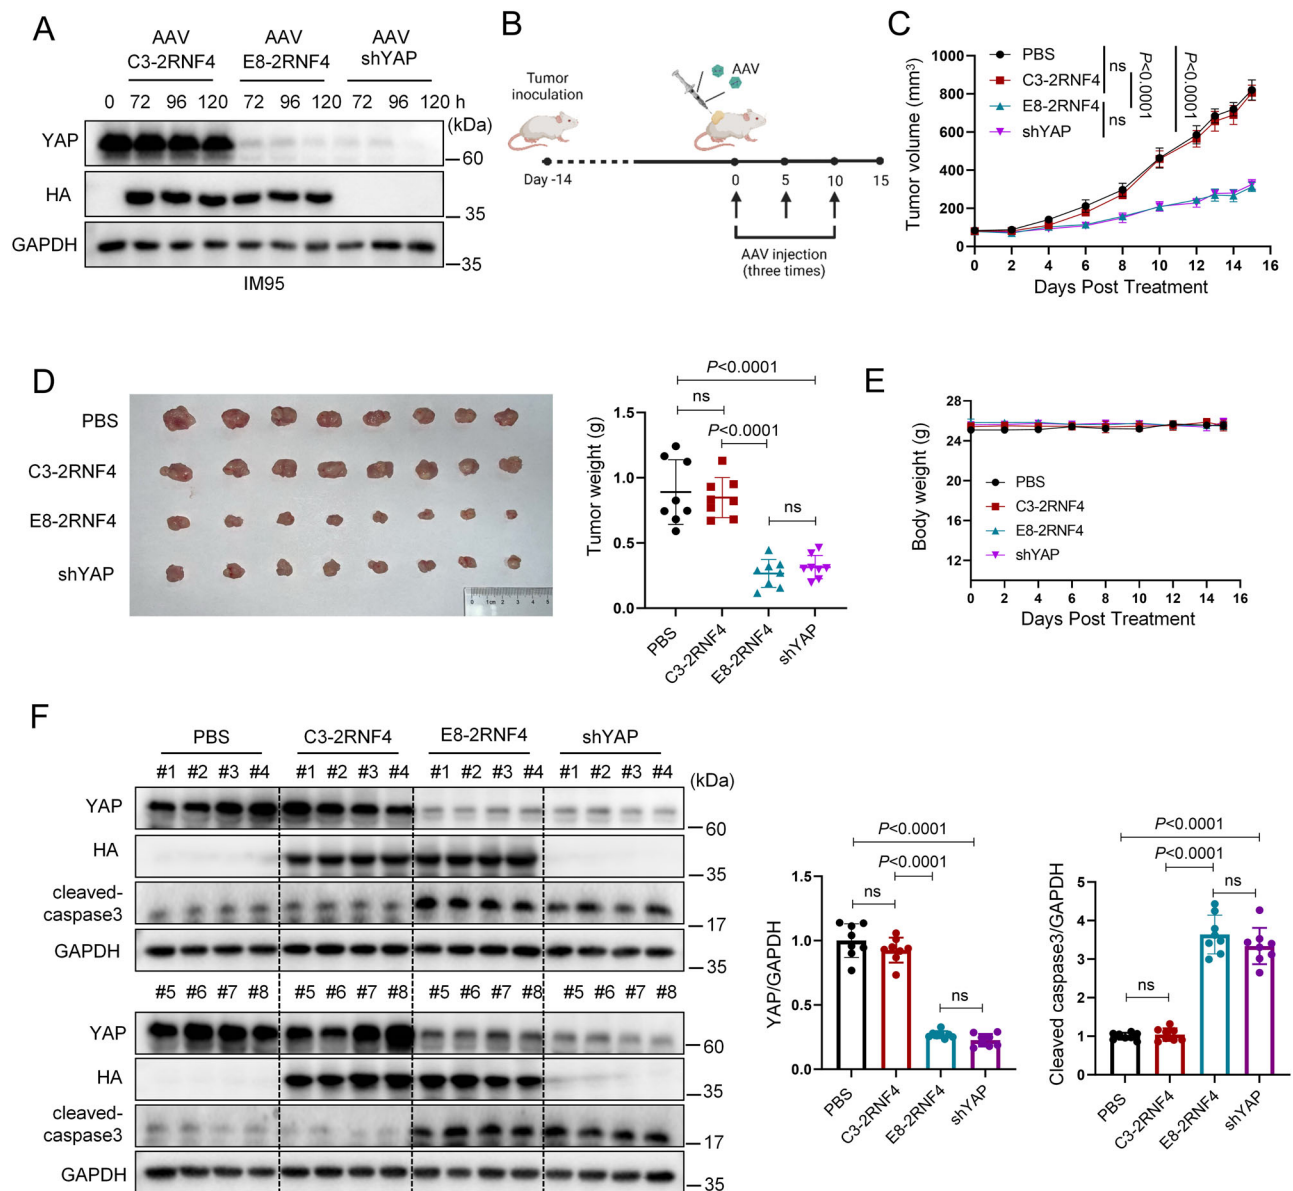 A
AAV
C3-2RNF4
AAV
E8-2RNF4
AAV
shYAP
0 72 96 120 72 96 120 72 96 120 h
(kDa)
YAP
60
HA
35
GAPDH
35
IM95
B
Tumor
inoculation
AAV
Day -14
0 5 10 15
AAV injection
(three times)
C
Tumor volume (mm³)
1000
800
600
400
200
0
0 2 4 6 8 10 12 14 16
Days Post Treatment
PBS
C3-2RNF4
E8-2RNF4
shYAP
ns
ns
P<0.0001
P<0.0001
D
PBS
C3-2RNF4
E8-2RNF4
shYAP
0 1cm 2 3 4 5
Tumor weight (g)
1.5
1.0
0.5
0.0
P<0.0001
ns
P<0.0001
ns
PBS
C3-2RNF4
E8-2RNF4
shYAP
E
Body weight (g)
28
24
20
16
12
PBS
C3-2RNF4
E8-2RNF4
shYAP
0 2 4 6 8 10 12 14 16
Days Post Treatment
F
PBS C3-2RNF4 E8-2RNF4 shYAP
#1 #2 #3 #4 #1 #2 #3 #4 #1 #2 #3 #4 #1 #2 #3 #4
(kDa)
YAP
60
HA
35
cleaved-
caspase3
17
GAPDH
35
#5 #6 #7 #8 #5 #6 #7 #8 #5 #6 #7 #8 #5 #6 #7 #8
YAP
60
HA
35
cleaved-
caspase3
17
GAPDH
35
YAP/GAPDH
1.5
1.0
0.5
0.0
P<0.0001
P<0.0001
ns
ns
PBS
C3-2RNF4
E8-2RNF4
shYAP
Cleaved caspase3/GAPDH
5
4
3
2
1
0
P<0.0001
P<0.0001
ns
ns
PBS
C3-2RNF4
E8-2RNF4
shYAP